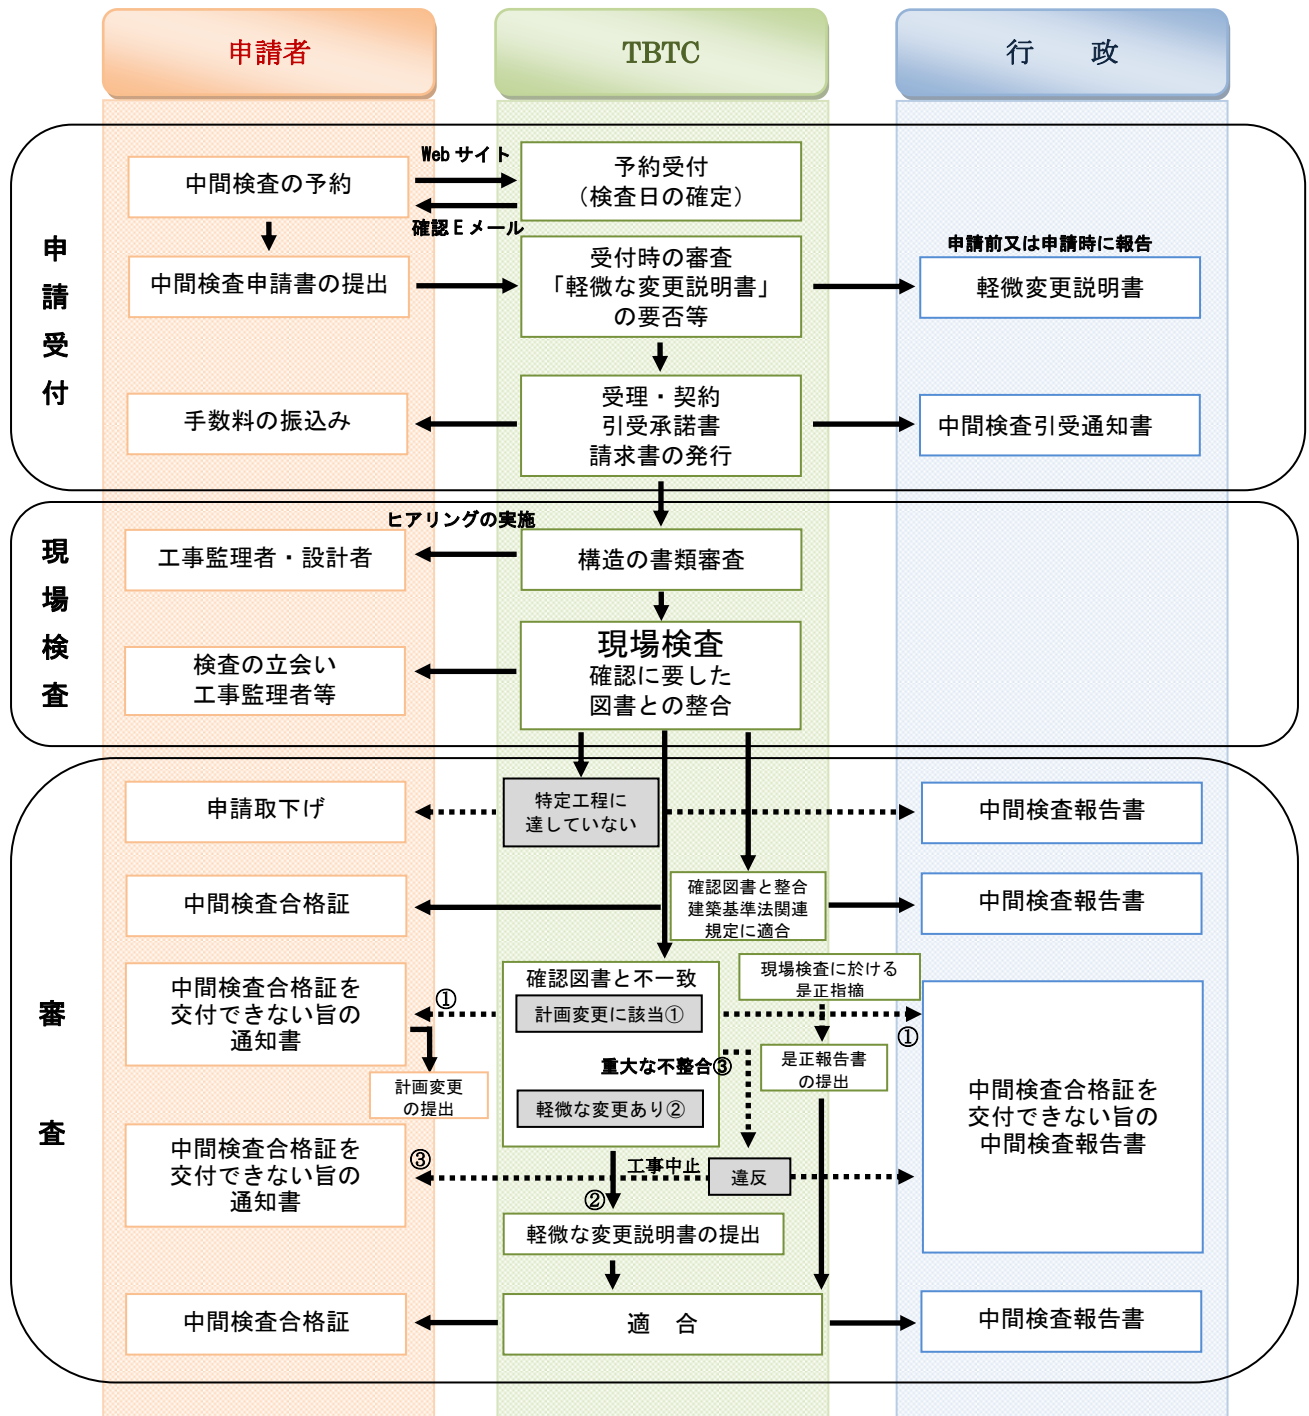 申請者
TBTC
行　政
申請受付
Webサイト
中間検査の予約
予約受付
（検査日の確定）
確認Eメール
申請前又は申請時に報告
中間検査申請書の提出
受付時の審査
「軽微な変更説明書」
の要否等
軽微変更説明書
手数料の振込み
受理・契約
引受承諾書
請求書の発行
中間検査引受通知書
現場検査
ヒアリングの実施
工事監理者・設計者
構造の書類審査
検査の立会い
工事監理者等
現場検査
確認に要した
図書との整合
審査
申請取下げ
特定工程に
達していない
中間検査報告書
中間検査合格証
確認図書と整合
建築基準法関連
規定に適合
中間検査報告書
中間検査合格証を
交付できない旨の
通知書
①
確認図書と不一致
計画変更に該当①
現場検査に於ける
是正指摘
①
重大な不整合③
是正報告書
の提出
計画変更
の提出
軽微な変更あり②
中間検査合格証を
交付できない旨の
中間検査報告書
中間検査合格証を
交付できない旨の
通知書
③
工事中止
違反
②
軽微な変更説明書の提出
中間検査合格証
適　合
中間検査報告書